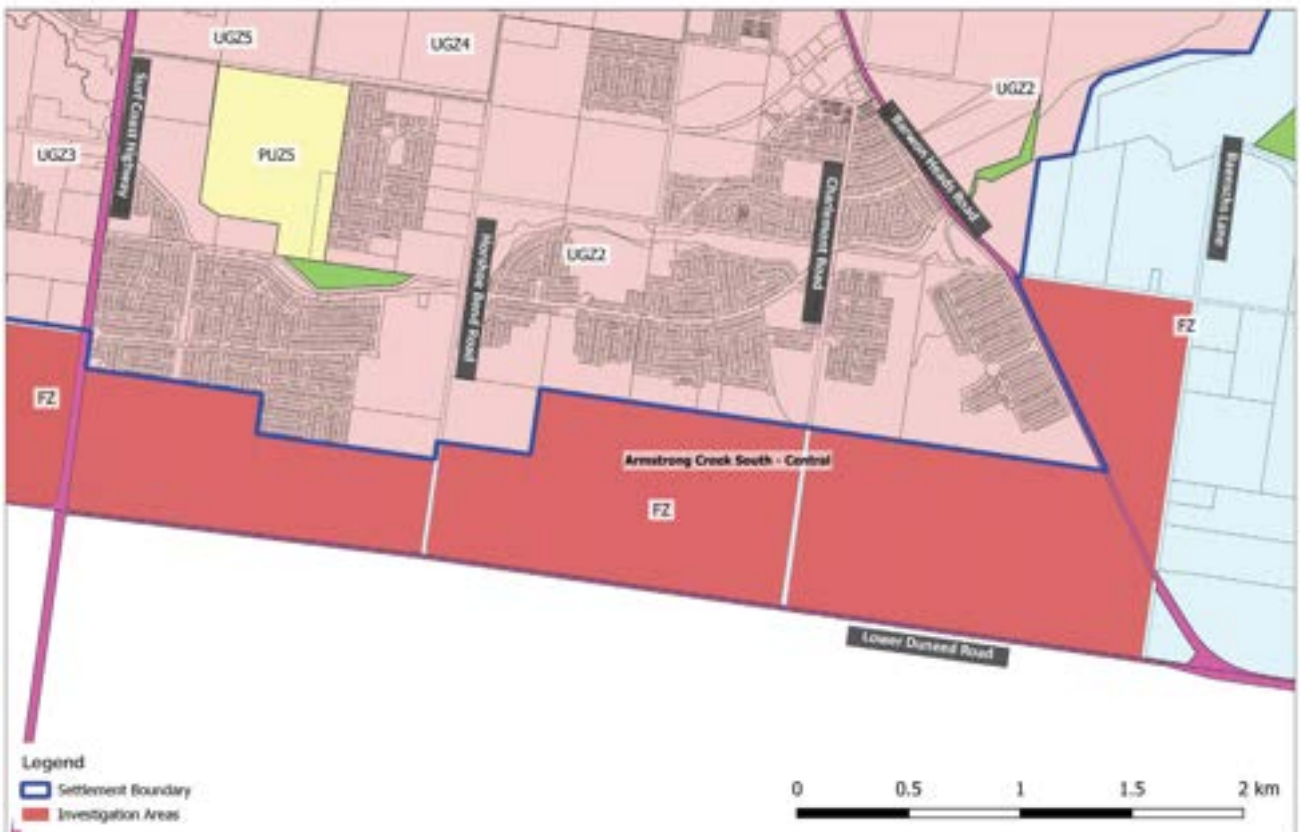 UGZ5
UGZ4
UGZ2
UGZ3
PUZ5
Surf Coast Highway
Barwon Heads Road
Charlemont Road
Baenschs Lane
Horshoe Bend Road
UGZ2
FZ
FZ
Armstrong Creek South - Central
FZ
Lower Duneed Road
Legend
Settlement Boundary
Investigation Areas
0 0.5 1 1.5 2 km